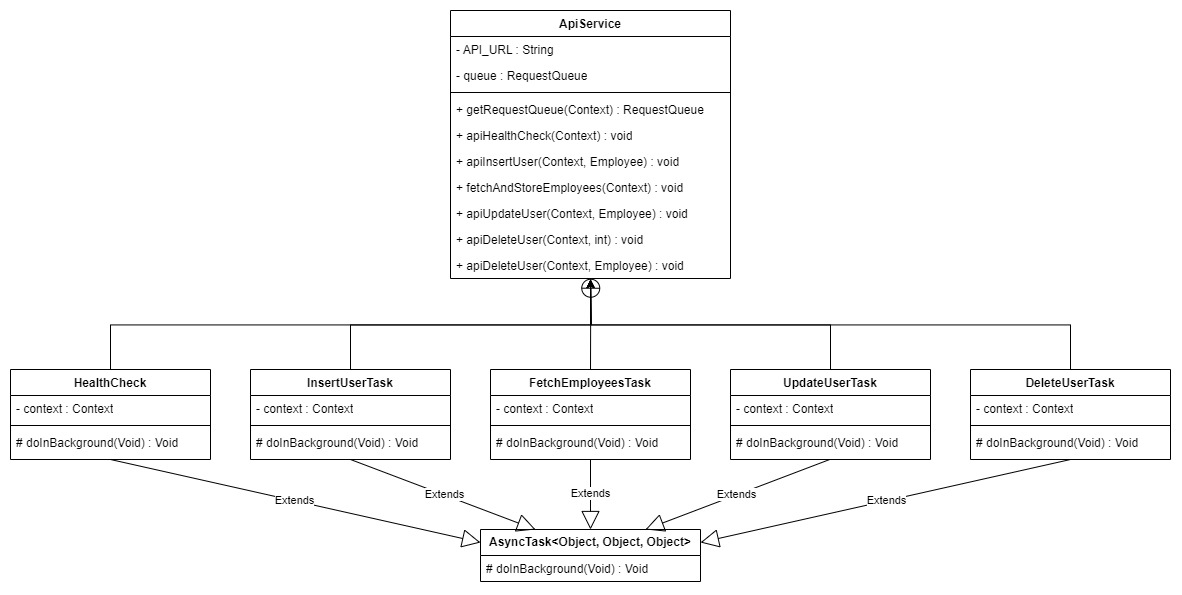 ApiService
- API_URL : String
- queue : RequestQueue
+ getRequestQueue(Context) : RequestQueue
+ apiHealthCheck(Context) : void
+ apiInsertUser(Context, Employee) : void
+ fetchAndStoreEmployees(Context) : void
+ apiUpdateUser(Context, Employee) : void
+ apiDeleteUser(Context, int) : void
+ apiDeleteUser(Context, Employee) : void
HealthCheck
- context : Context
# doInBackground(Void) : Void
InsertUserTask
- context : Context
# doInBackground(Void) : Void
FetchEmployeesTask
- context : Context
# doInBackground(Void) : Void
UpdateUserTask
- context : Context
# doInBackground(Void) : Void
DeleteUserTask
- context : Context
# doInBackground(Void) : Void
Extends
Extends
Extends
Extends
Extends
AsyncTask<Object, Object, Object>
# doInBackground(Void) : Void